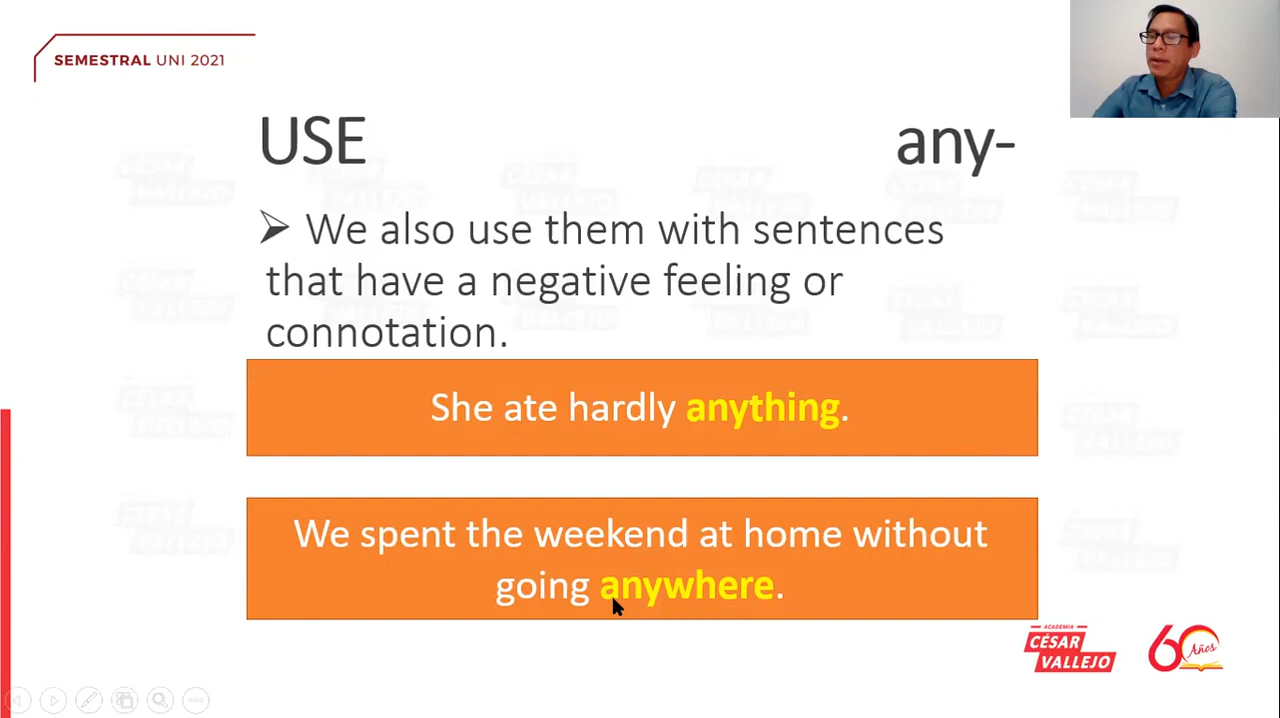 SEMESTRAL UNI 2021
USE any-
➢ We also use them with sentences
that have a negative feeling or
connotation.
She ate hardly anything.
We spent the weekend at home without
going anywhere.
ACADEMIA
CÉSAR
VALLEJO
60 Años